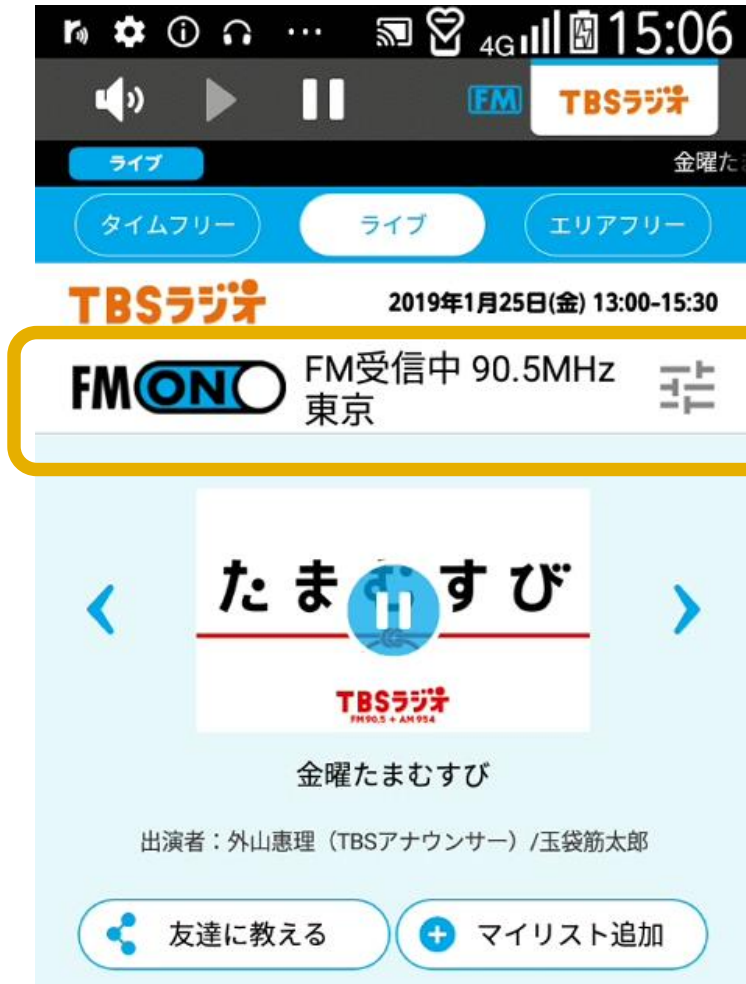 4G 15:06
FM TBSラジオ
ライブ 金曜た
タイムフリー ライブ エリアフリー
TBSラジオ 2019年1月25日(金) 13:00-15:30
FM ON FM受信中 90.5MHz
東京
たまむすび
TBSラジオ
FM90.5 + AM954
金曜たまむすび
出演者：外山惠理（TBSアナウンサー）/玉袋筋太郎
友達に教える マイリスト追加